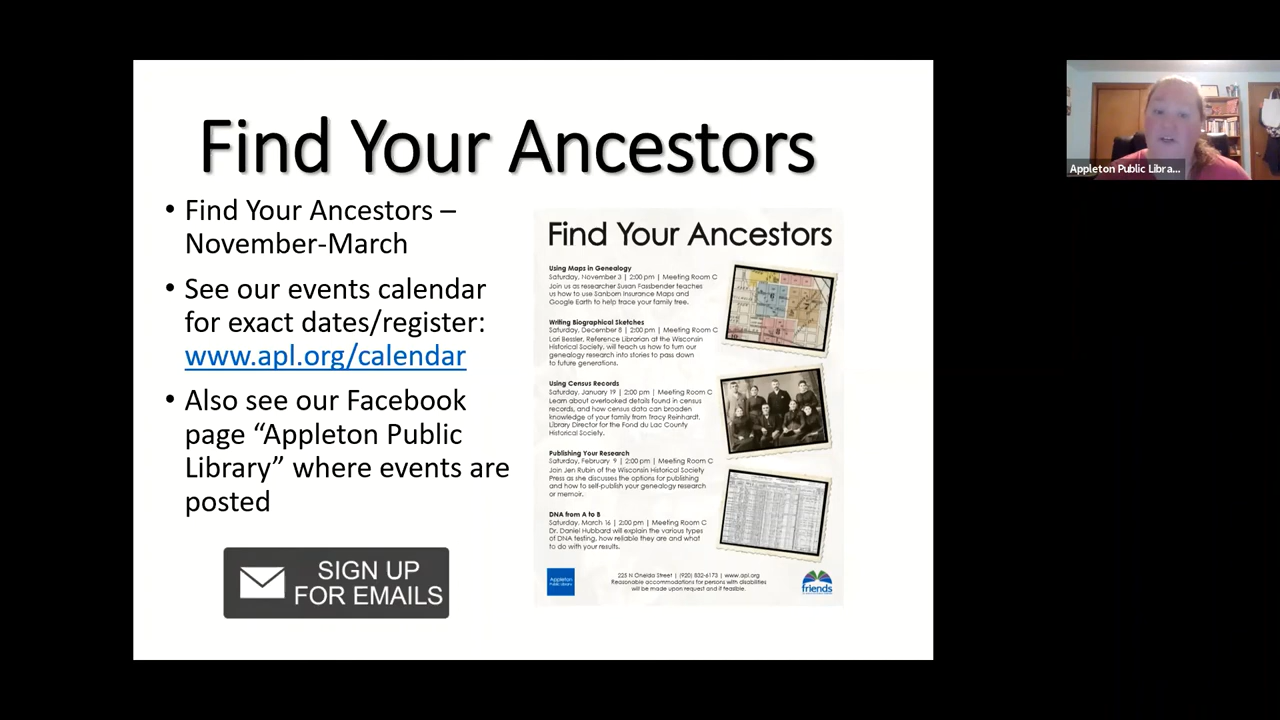 Find Your Ancestors
• Find Your Ancestors –
November-March
• See our events calendar
for exact dates/register:
www.apl.org/calendar
• Also see our Facebook
page “Appleton Public
Library” where events are
posted
SIGN UP
FOR EMAILS
Find Your Ancestors
Using Maps in Genealogy
Saturday, November 3 | 2:00 pm | Meeting Room C
Join us as researcher Susan Fassbender teaches
us how to use Sanborn Insurance Maps and
Google Earth to help trace your family tree.
Writing Biographical Sketches
Saturday, December 8 | 2:00 pm | Meeting Room C
Lori Bessler, Reference Librarian at the Wisconsin
Historical Society, will teach us how to turn our
genealogy research into stories to pass down
to future generations.
Using Census Records
Saturday, January 19 | 2:00 pm | Meeting Room C
Learn about overlooked details found in census
records, and how census data can broaden
knowledge of your family from Tracy Reinhardt,
Library Director for the Fond du Lac County
Historical Society.
Publishing Your Research
Saturday, February 9 | 2:00 pm | Meeting Room C
Join Jen Rubin of the Wisconsin Historical Society
Press as she discusses the options for publishing
and how to self-publish your genealogy research
or memoir.
DNA from A to B
Saturday, March 16 | 2:00 pm | Meeting Room C
Dr. Daniel Hubbard will explain the various types
of DNA testing, how reliable they are and what
to do with your results.
Appleton
Public Library
225 N Oneida Street | (920) 832-6173 | www.apl.org
Reasonable accommodations for persons with disabilities
will be made upon request and if feasible.
friends
Appleton Public Libra...